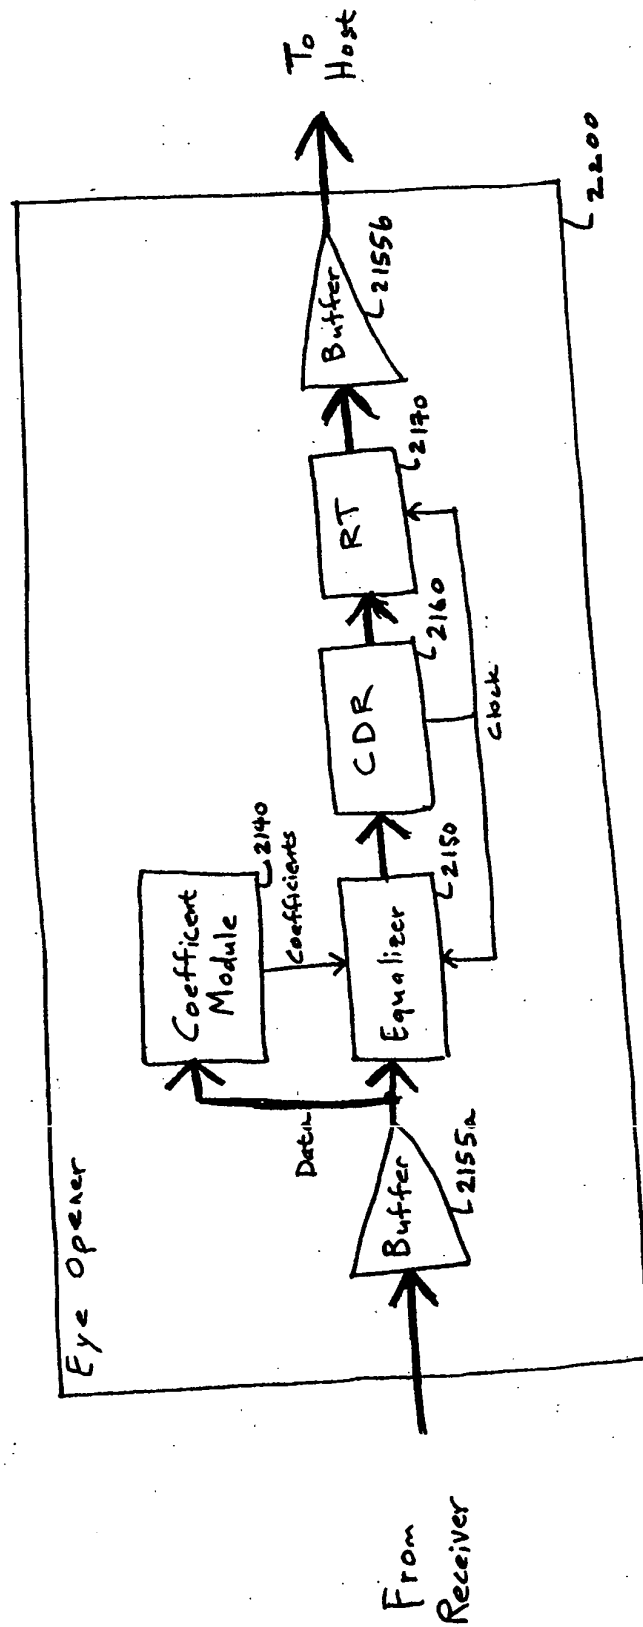 Eye Opener
From
Receiver
Buffer
2155a
Data
Coefficent
Module
2140
Coefficients
Equalizer
2150
CDR
2160
Clock
RT
2170
Buffer
2155b
To
Host
2200